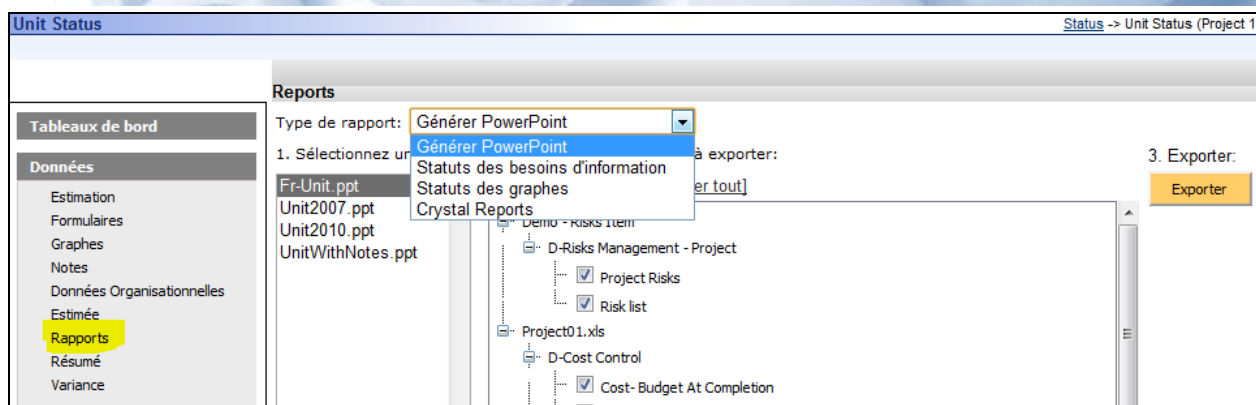 Unit Status
Status -> Unit Status (Project 1
Reports
Tableaux de bord
Données
Estimation
Formulaires
Graphes
Notes
Données Organisationnelles
Estimée
Rapports
Résumé
Variance
Type de rapport: Générer PowerPoint
Générer PowerPoint
Statuts des besoins d'information
Statuts des graphes
Crystal Reports
1. Sélectionnez un
à exporter:
3. Exporter:
Fr-Unit.ppt
Unit2007.ppt
Unit2010.ppt
UnitWithNotes.ppt
er tout]
Exporter
Demo - Risks Item
D-Risks Management - Project
Project Risks
Risk list
Project01.xls
D-Cost Control
Cost- Budget At Completion